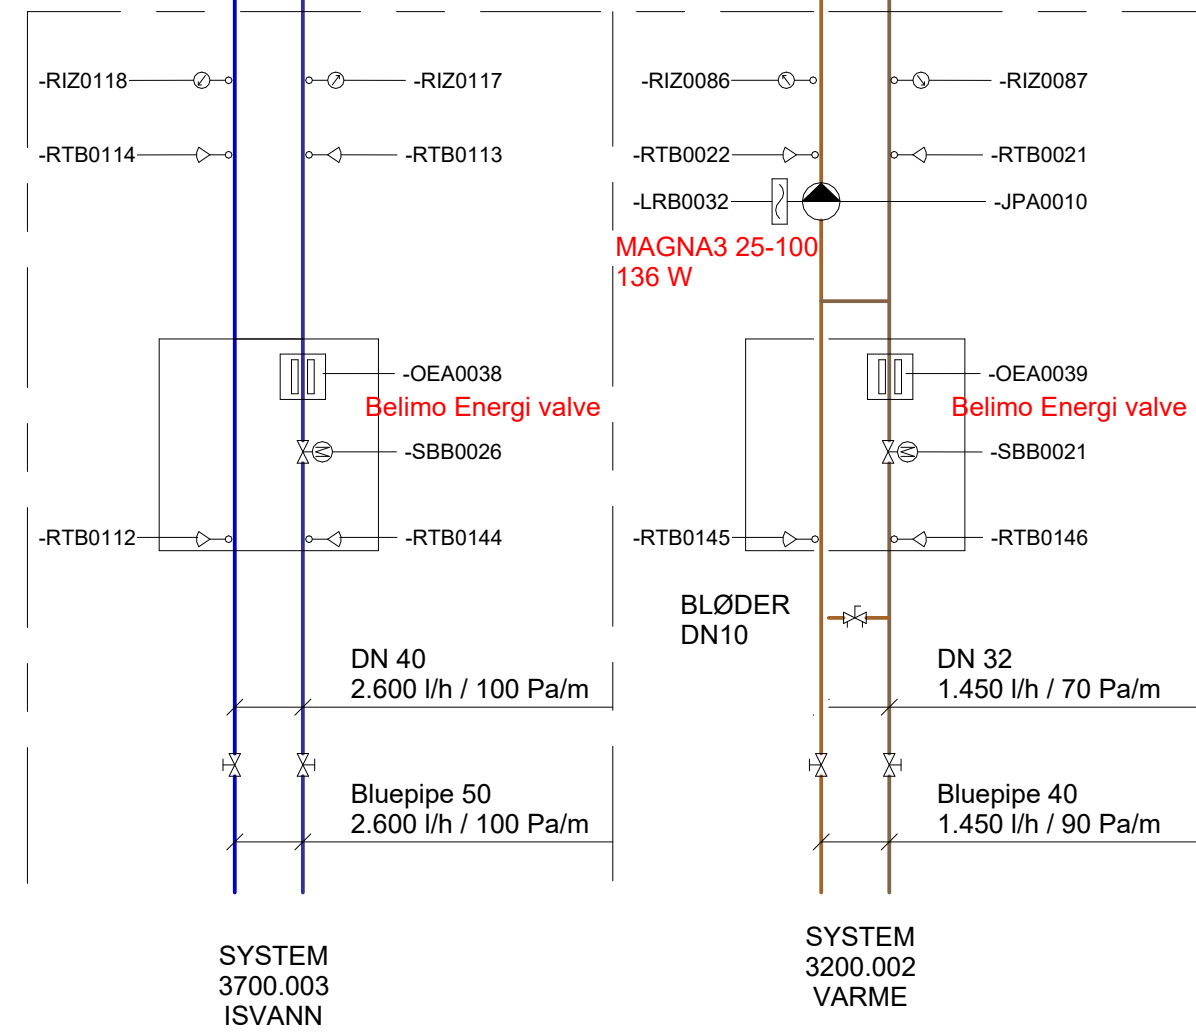 -RIZ0118
-RIZ0117
-RIZ0086
-RIZ0087
-RTB0114
-RTB0113
-RTB0022
-RTB0021
-LRB0032
-JPA0010
MAGNA3 25-100
136 W
-OEA0038
-OEA0039
Belimo Energi valve
Belimo Energi valve
-SBB0026
-SBB0021
-RTB0112
-RTB0144
-RTB0145
-RTB0146
BLØDER
DN10
DN 40
2.600 l/h / 100 Pa/m
DN 32
1.450 l/h / 70 Pa/m
Bluepipe 50
2.600 l/h / 100 Pa/m
Bluepipe 40
1.450 l/h / 90 Pa/m
SYSTEM
3700.003
ISVANN
SYSTEM
3200.002
VARME